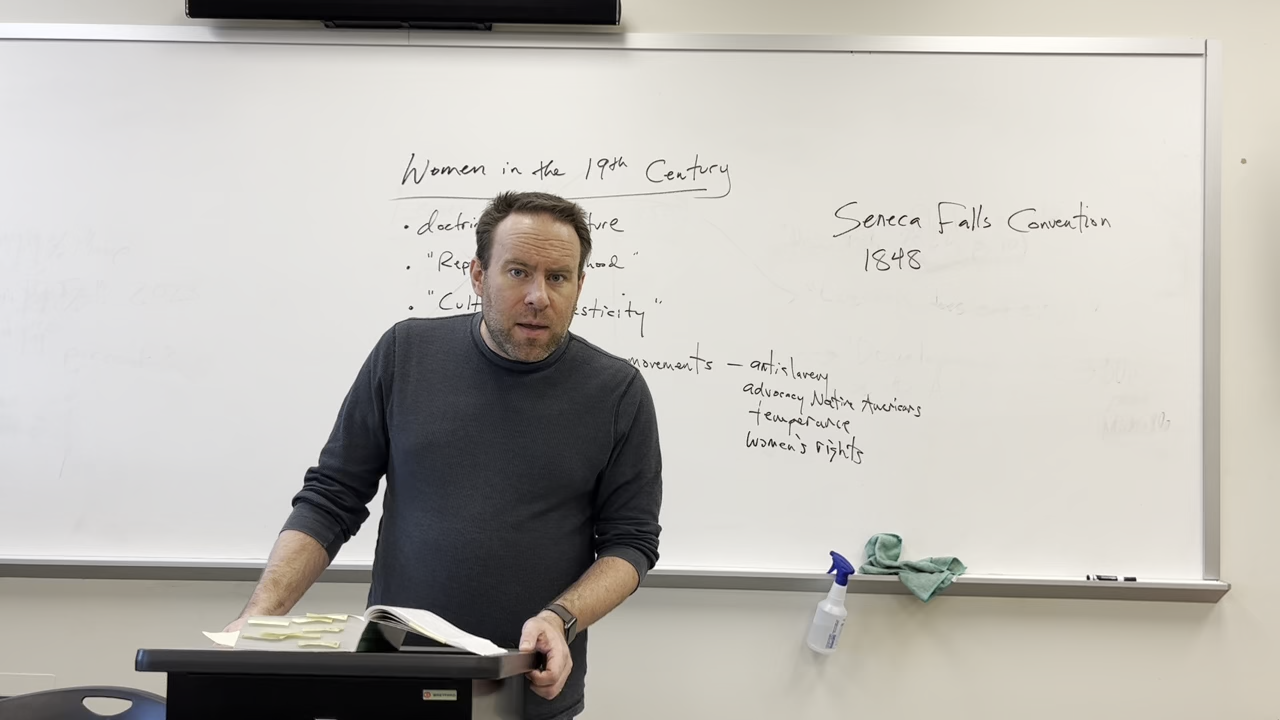 Women in the 19th Century
• doctri ture
• "Rep hood"
• "Cult esticity"
movements – antislavery
advocacy Native Americans
temperance
women's rights
Seneca Falls Convention
1848